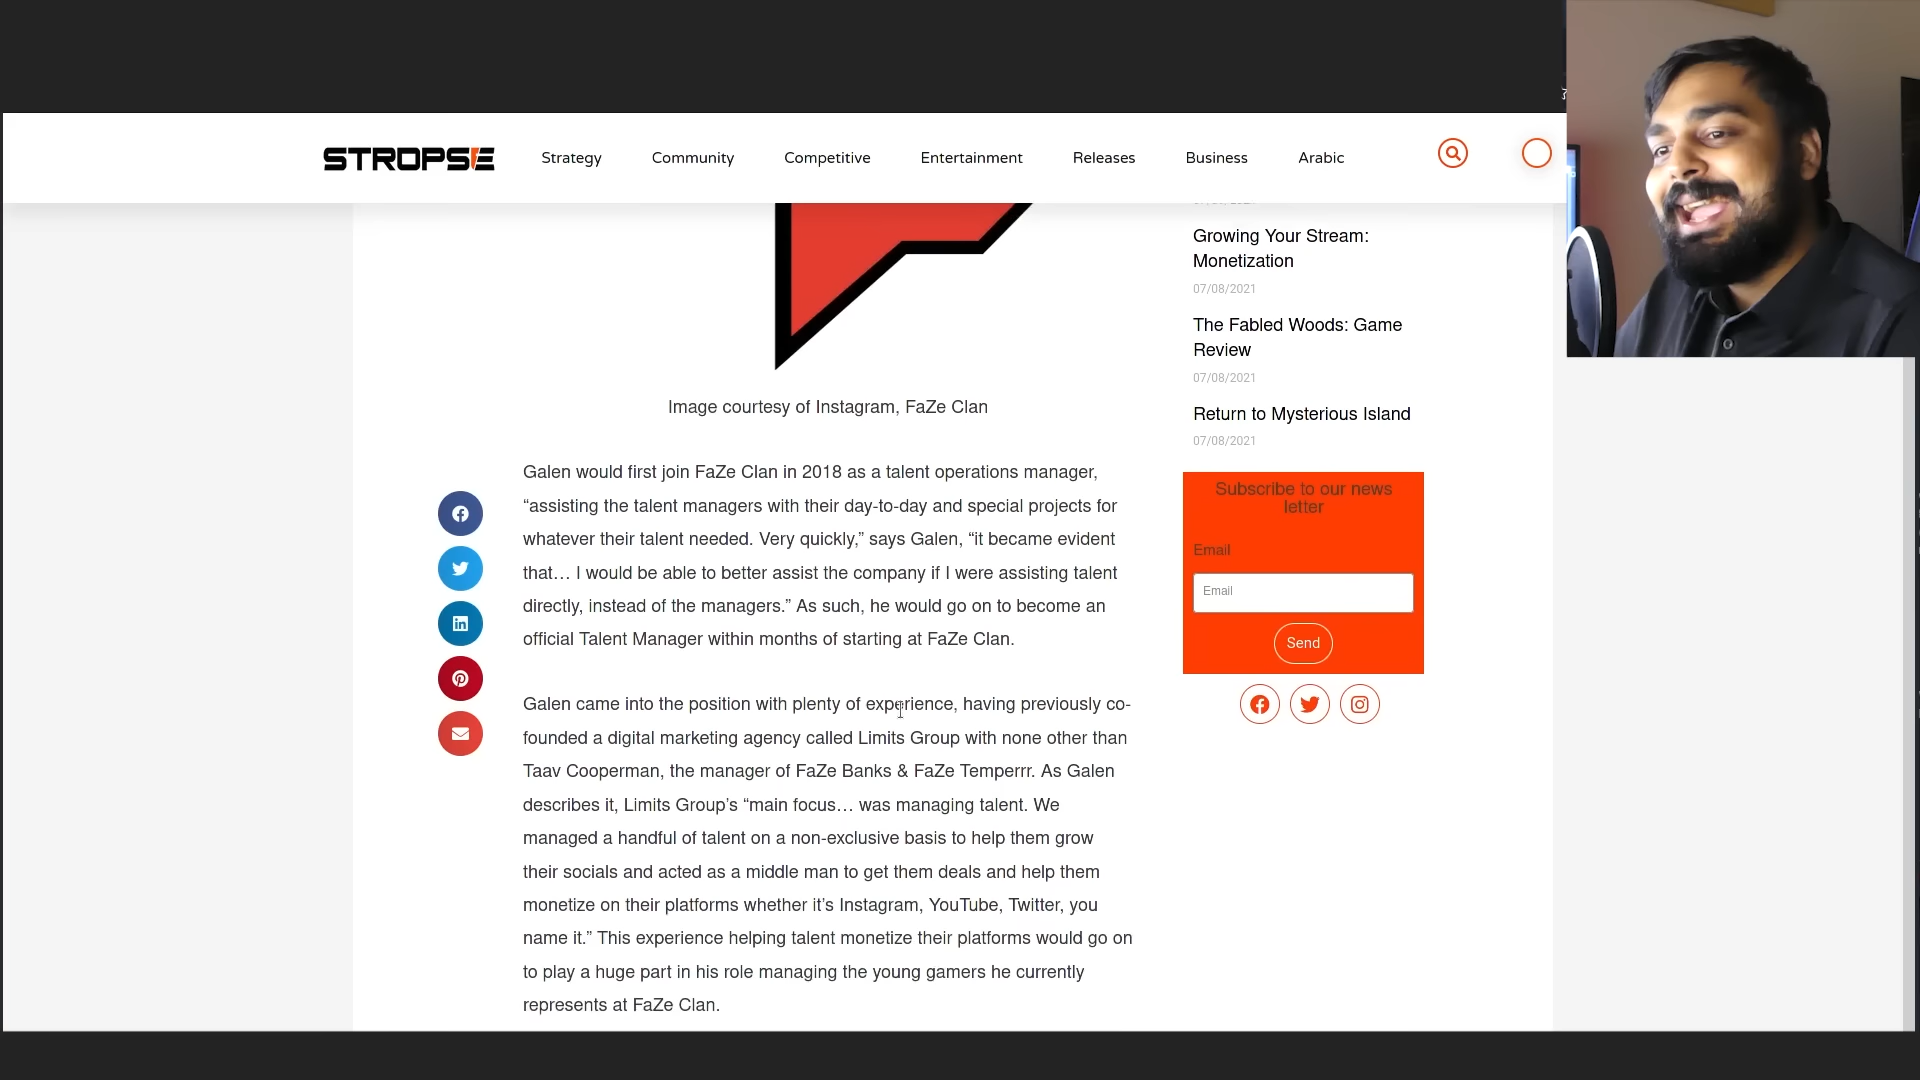 STROPSE
Strategy
Community
Competitive
Entertainment
Releases
Business
Arabic
Image courtesy of Instagram, FaZe Clan
Galen would first join FaZe Clan in 2018 as a talent operations manager,
“assisting the talent managers with their day-to-day and special projects for
whatever their talent needed. Very quickly,” says Galen, “it became evident
that… I would be able to better assist the company if I were assisting talent
directly, instead of the managers.” As such, he would go on to become an
official Talent Manager within months of starting at FaZe Clan.
Galen came into the position with plenty of experience, having previously co-
founded a digital marketing agency called Limits Group with none other than
Taav Cooperman, the manager of FaZe Banks & FaZe Temperrr. As Galen
describes it, Limits Group’s “main focus… was managing talent. We
managed a handful of talent on a non-exclusive basis to help them grow
their socials and acted as a middle man to get them deals and help them
monetize on their platforms whether it’s Instagram, YouTube, Twitter, you
name it.” This experience helping talent monetize their platforms would go on
to play a huge part in his role managing the young gamers he currently
represents at FaZe Clan.
Growing Your Stream:
Monetization
07/08/2021
The Fabled Woods: Game
Review
07/08/2021
Return to Mysterious Island
07/08/2021
Subscribe to our news
letter
Email
Email
Send